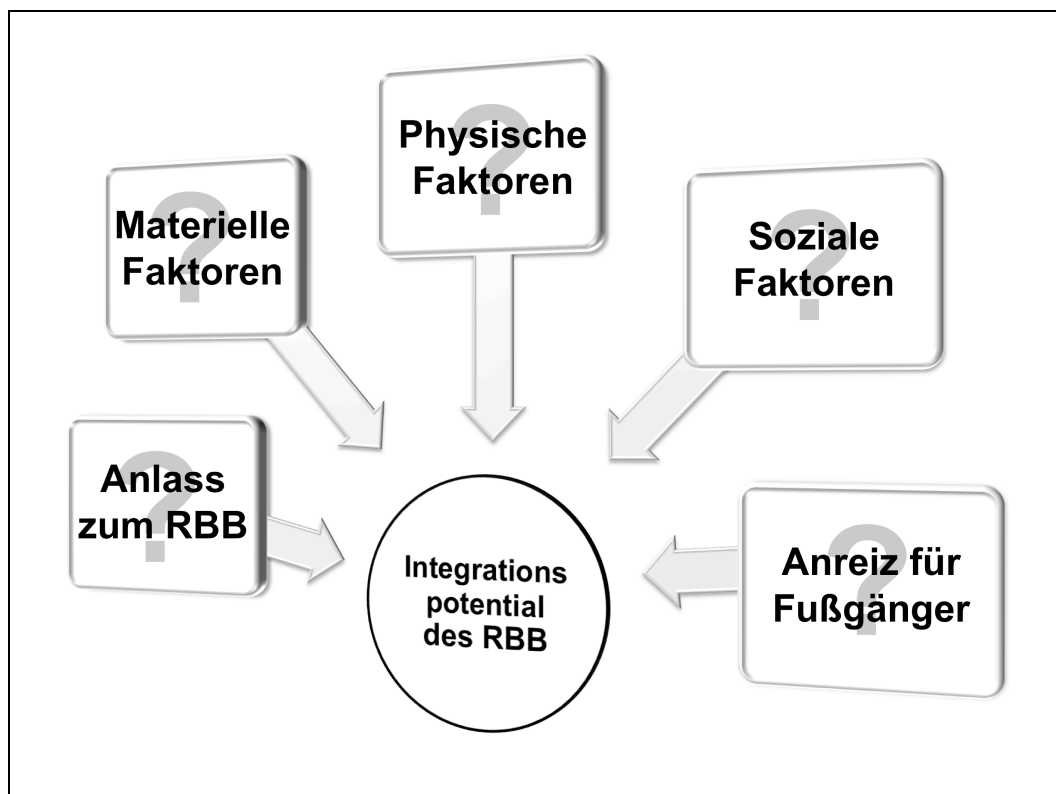 Physische
Faktoren
Materielle
Faktoren
Soziale
Faktoren
Anlass
zum RBB
Integrations
potential
des RBB
Anreiz für
Fußgänger
?
?
?
?
?